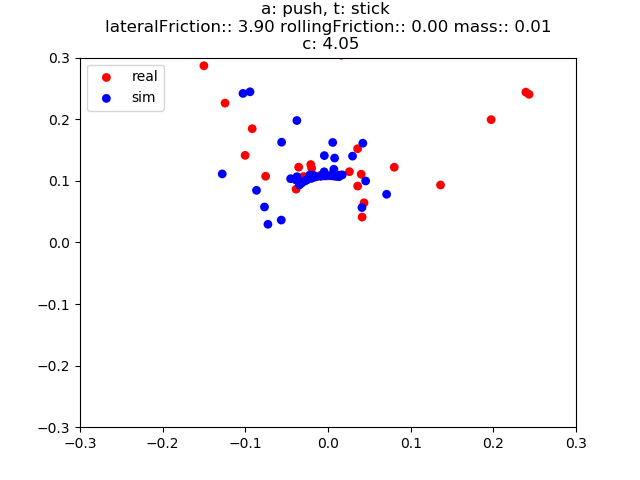 a: push, t: stick
lateralFriction:: 3.90 rollingFriction:: 0.00 mass:: 0.01
c: 4.05
real
sim
0.3
0.2
0.1
0.0
−0.1
−0.2
−0.3
−0.3 −0.2 −0.1 0.0 0.1 0.2 0.3